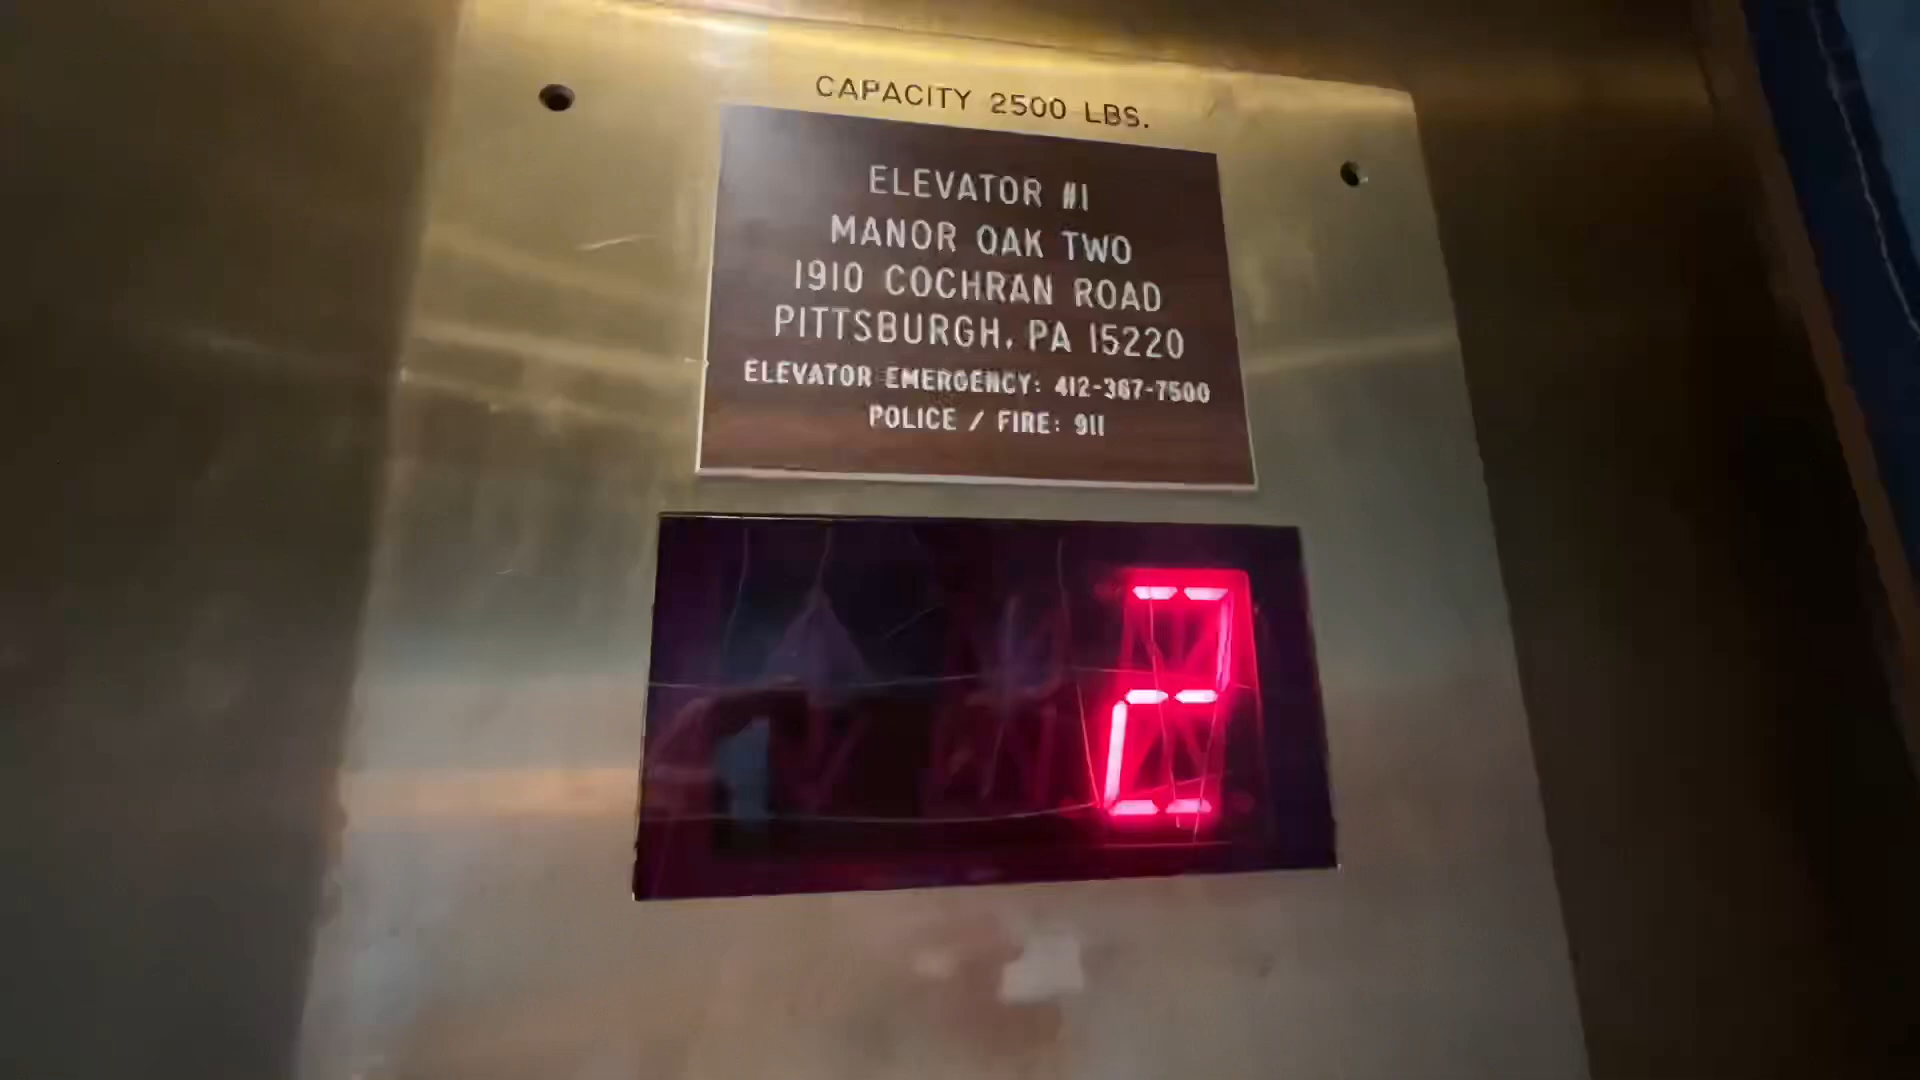 CAPACITY 2500 LBS.
ELEVATOR #1
MANOR OAK TWO
1910 COCHRAN ROAD
PITTSBURGH, PA 15220
ELEVATOR EMERGENCY: 412-367-7500
POLICE / FIRE: 911
2